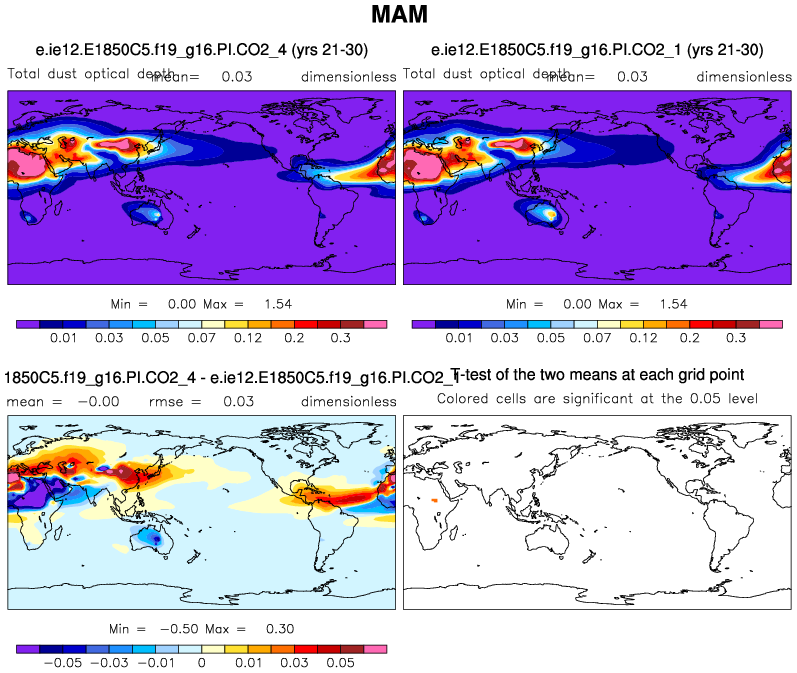 MAM
e.ie12.E1850C5.f19_g16.PI.CO2_4 (yrs 21-30)
e.ie12.E1850C5.f19_g16.PI.CO2_1 (yrs 21-30)
Total dust optical depth mean= 0.03 dimensionless
Total dust optical depth mean= 0.03 dimensionless
Min = 0.00 Max = 1.54
Min = 0.00 Max = 1.54
0.01 0.03 0.05 0.07 0.12 0.2 0.3
0.01 0.03 0.05 0.07 0.12 0.2 0.3
1850C5.f19_g16.PI.CO2_4 - e.ie12.E1850C5.f19_g16.PI.CO2_1
T-test of the two means at each grid point
mean = -0.00 rmse = 0.03 dimensionless
Colored cells are significant at the 0.05 level
Min = -0.50 Max = 0.30
-0.05 -0.03 -0.01 0 0.01 0.03 0.05